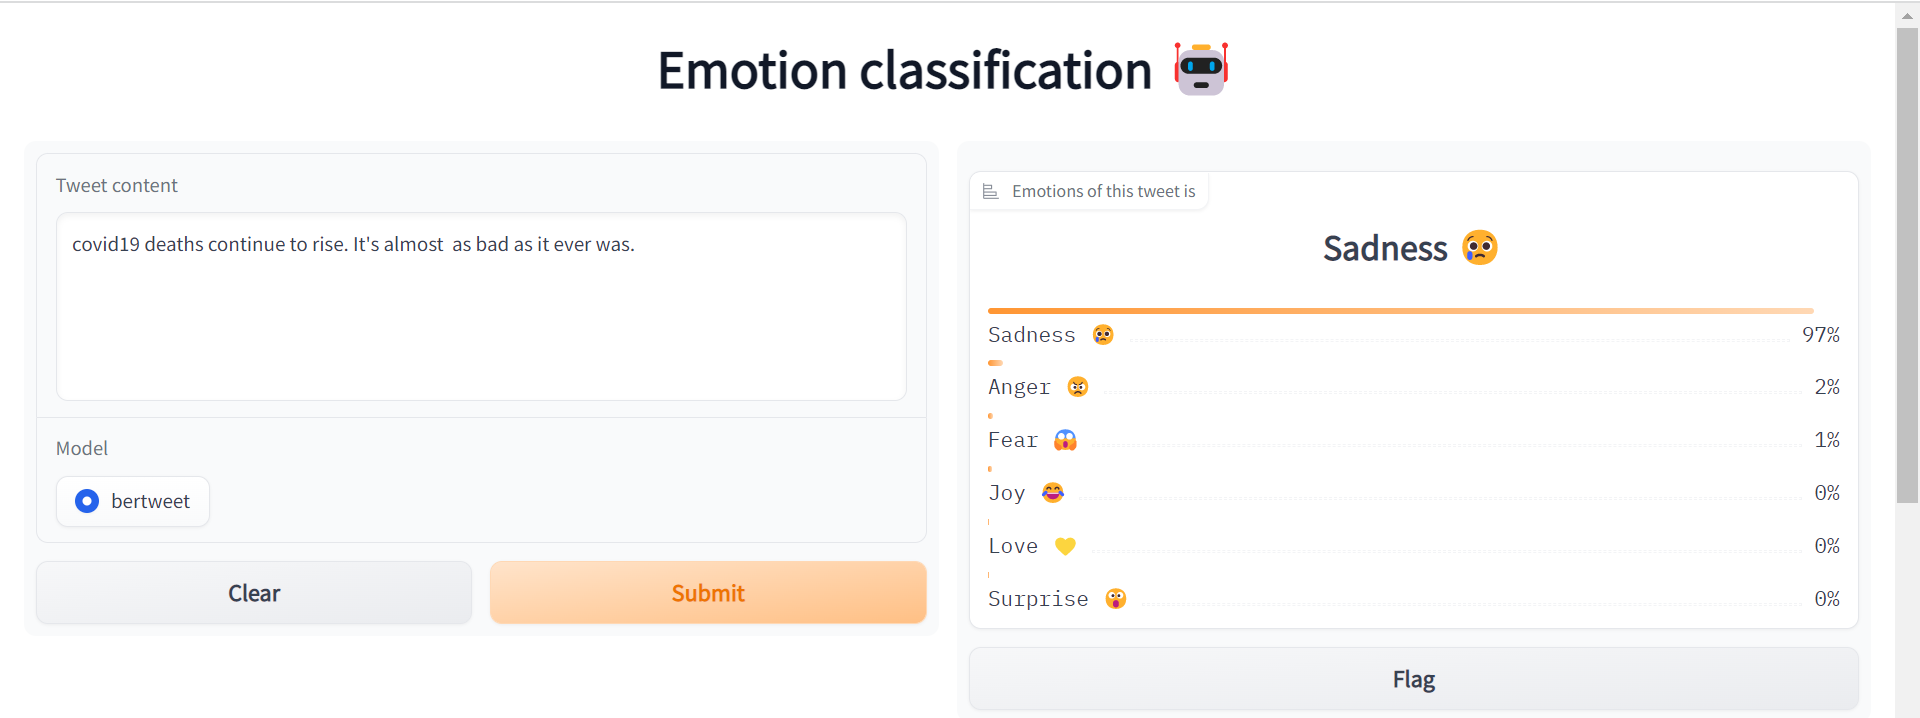 Emotion classification 🤖
Tweet content
covid19 deaths continue to rise. It's almost  as bad as it ever was.
Model
bertweet
Clear
Submit
Emotions of this tweet is
Sadness 😢
Sadness 😢 97%
Anger 😠 2%
Fear 😱 1%
Joy 😂 0%
Love 💛 0%
Surprise 😲 0%
Flag